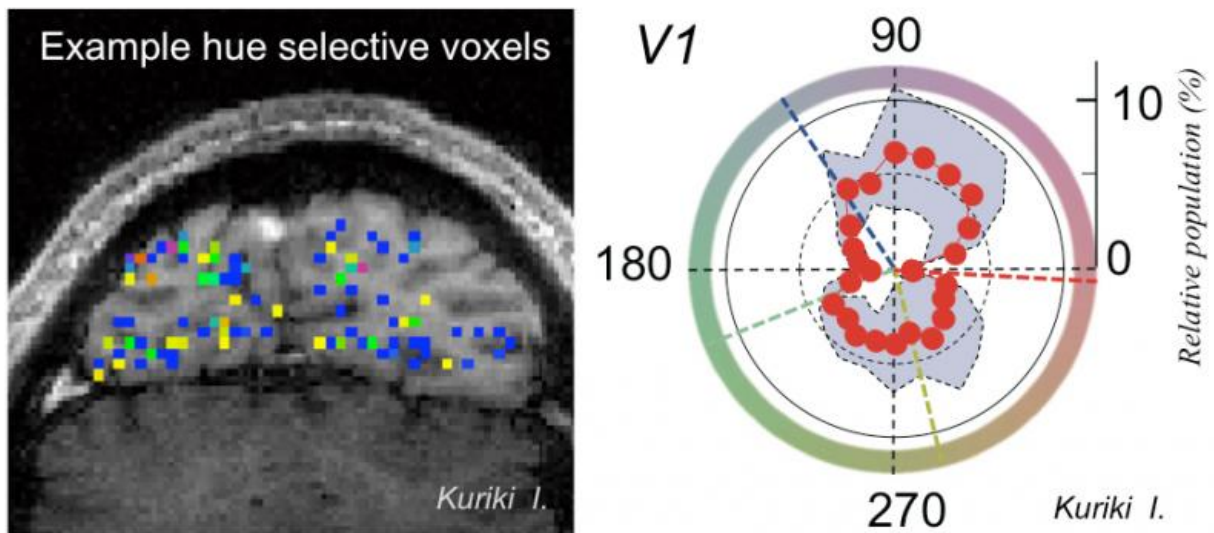 Example hue selective voxels
Kuriki I.
V1
90
10
180
0
Relative population (%)
270
Kuriki I.